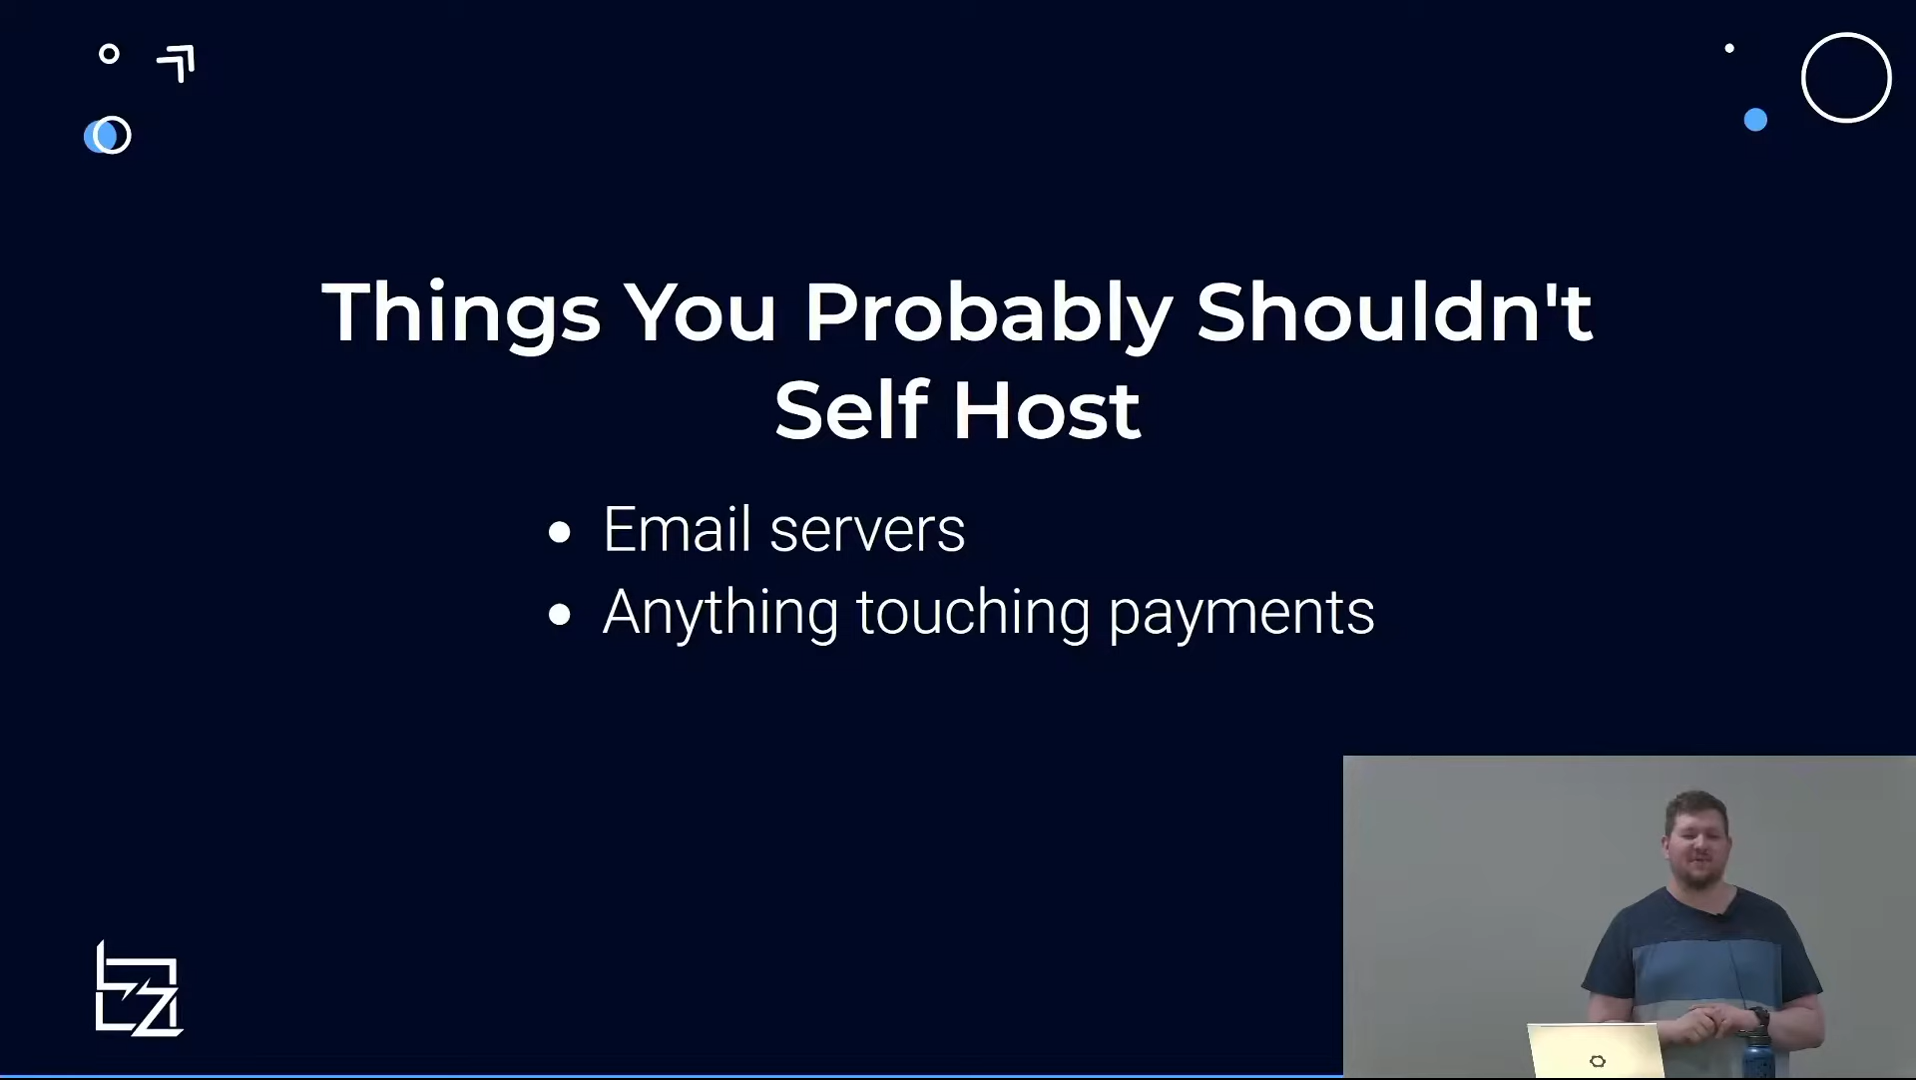 Things You Probably Shouldn't
Self Host
Email servers
Anything touching payments